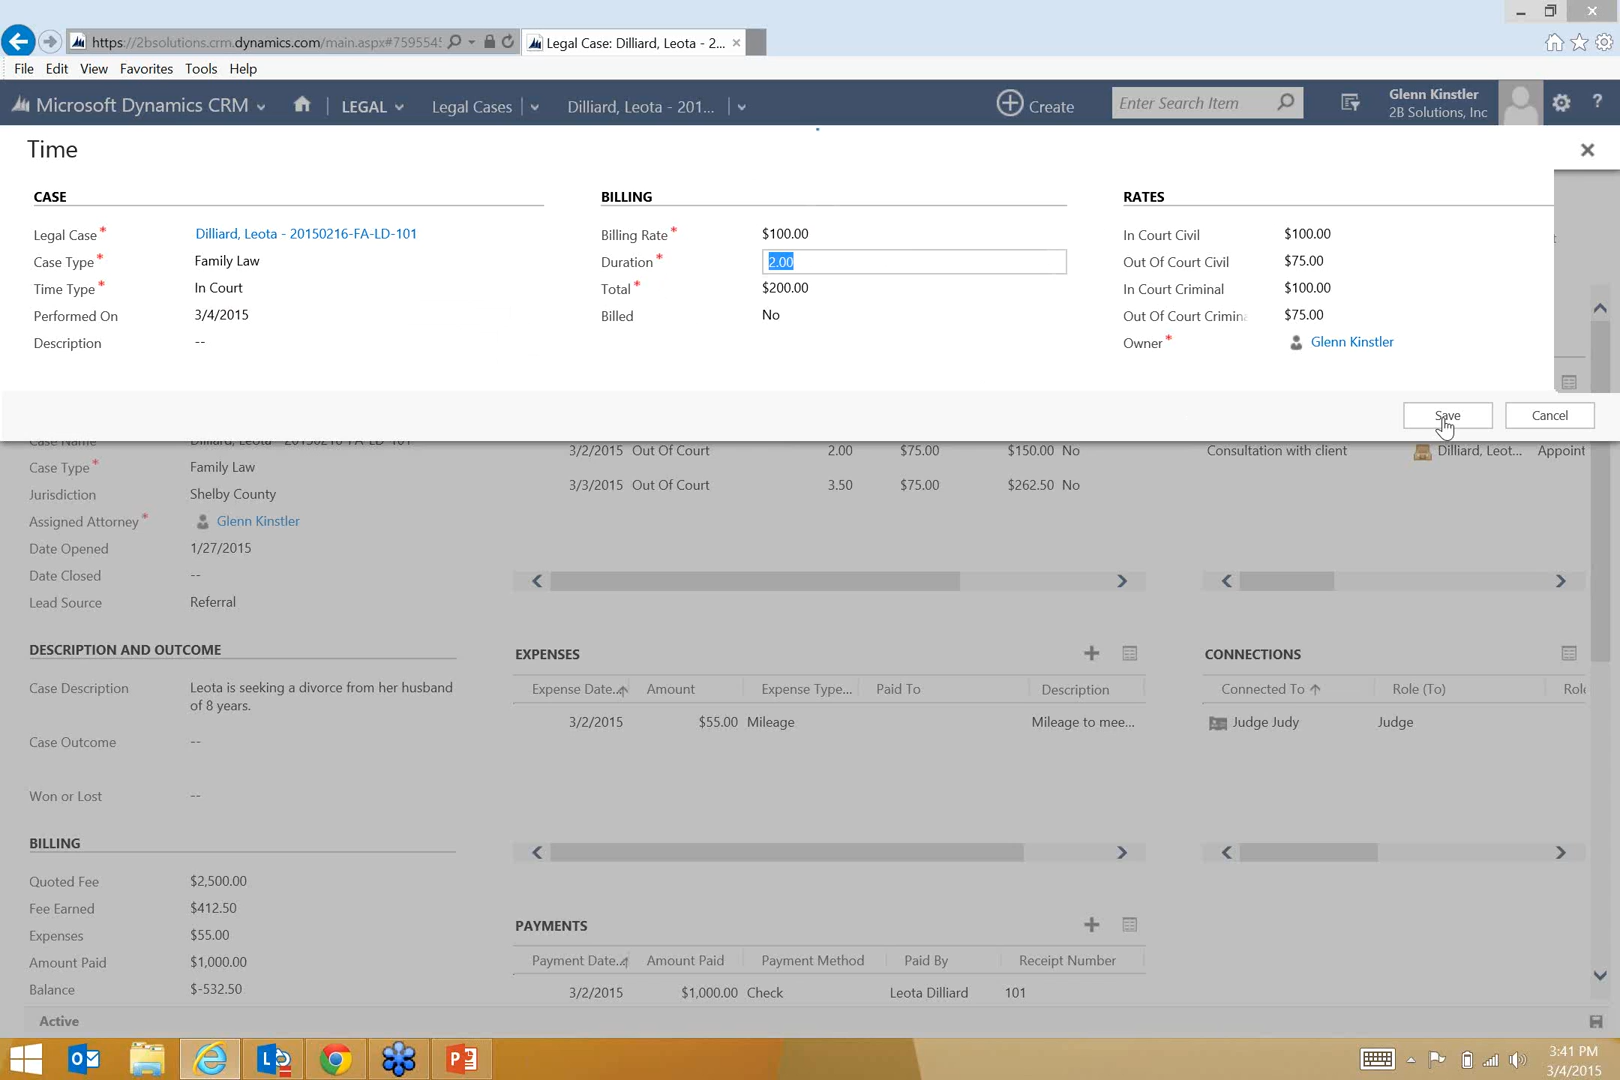 https://2bsolutions.crm.dynamics.com/main.aspx#7595545
Legal Case: Dilliard, Leota - 2...
File Edit View Favorites Tools Help
Microsoft Dynamics CRM LEGAL Legal Cases Dilliard, Leota - 201... Create Enter Search Item Glenn Kinstler
2B Solutions, Inc
Time
CASE BILLING RATES
Legal Case* Dilliard, Leota - 20150216-FA-LD-101 Billing Rate* $100.00 In Court Civil $100.00
Case Type* Family Law Duration* 2.00 Out Of Court Civil $75.00
Time Type* In Court Total* $200.00 In Court Criminal $100.00
Performed On 3/4/2015 Billed No Out Of Court Crimina $75.00
Description -- Owner* Glenn Kinstler
Save Cancel
Case Name Dilliard, Leota - 20150216-FA-LD-101
3/2/2015 Out Of Court 2.00 $75.00 $150.00 No Consultation with client Dilliard, Leot... Appoint
Case Type* Family Law
3/3/2015 Out Of Court 3.50 $75.00 $262.50 No
Jurisdiction Shelby County
Assigned Attorney* Glenn Kinstler
Date Opened 1/27/2015
Date Closed --
Lead Source Referral
DESCRIPTION AND OUTCOME EXPENSES CONNECTIONS
Case Description Leota is seeking a divorce from her husband
of 8 years.
Expense Date... Amount Expense Type... Paid To Description Connected To Role (To) Role
3/2/2015 $55.00 Mileage Mileage to mee... Judge Judy Judge
Case Outcome --
Won or Lost --
BILLING
Quoted Fee $2,500.00
Fee Earned $412.50
Expenses $55.00
Amount Paid $1,000.00
Balance $-532.50
PAYMENTS
Payment Date... Amount Paid Payment Method Paid By Receipt Number
3/2/2015 $1,000.00 Check Leota Dilliard 101
Active
3:41 PM
3/4/2015